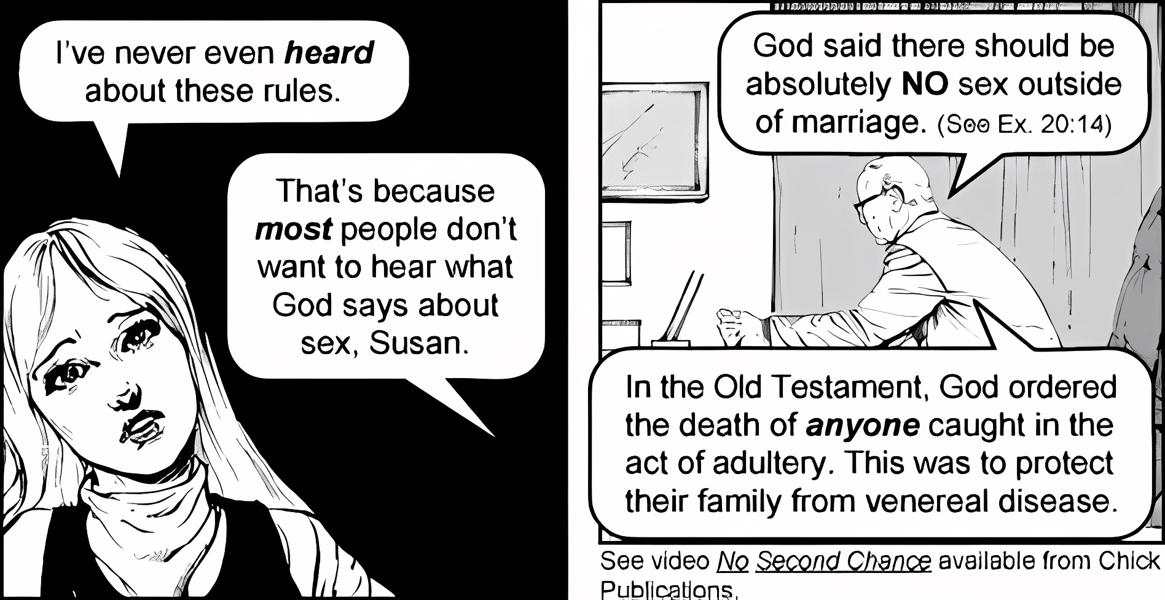 I've never even heard
about these rules.
That's because
most people don't
want to hear what
God says about
sex, Susan.
God said there should be
absolutely NO sex outside
of marriage. (See Ex. 20:14)
In the Old Testament, God ordered
the death of anyone caught in the
act of adultery. This was to protect
their family from venereal disease.
See video No Second Chance available from Chick
Publications.